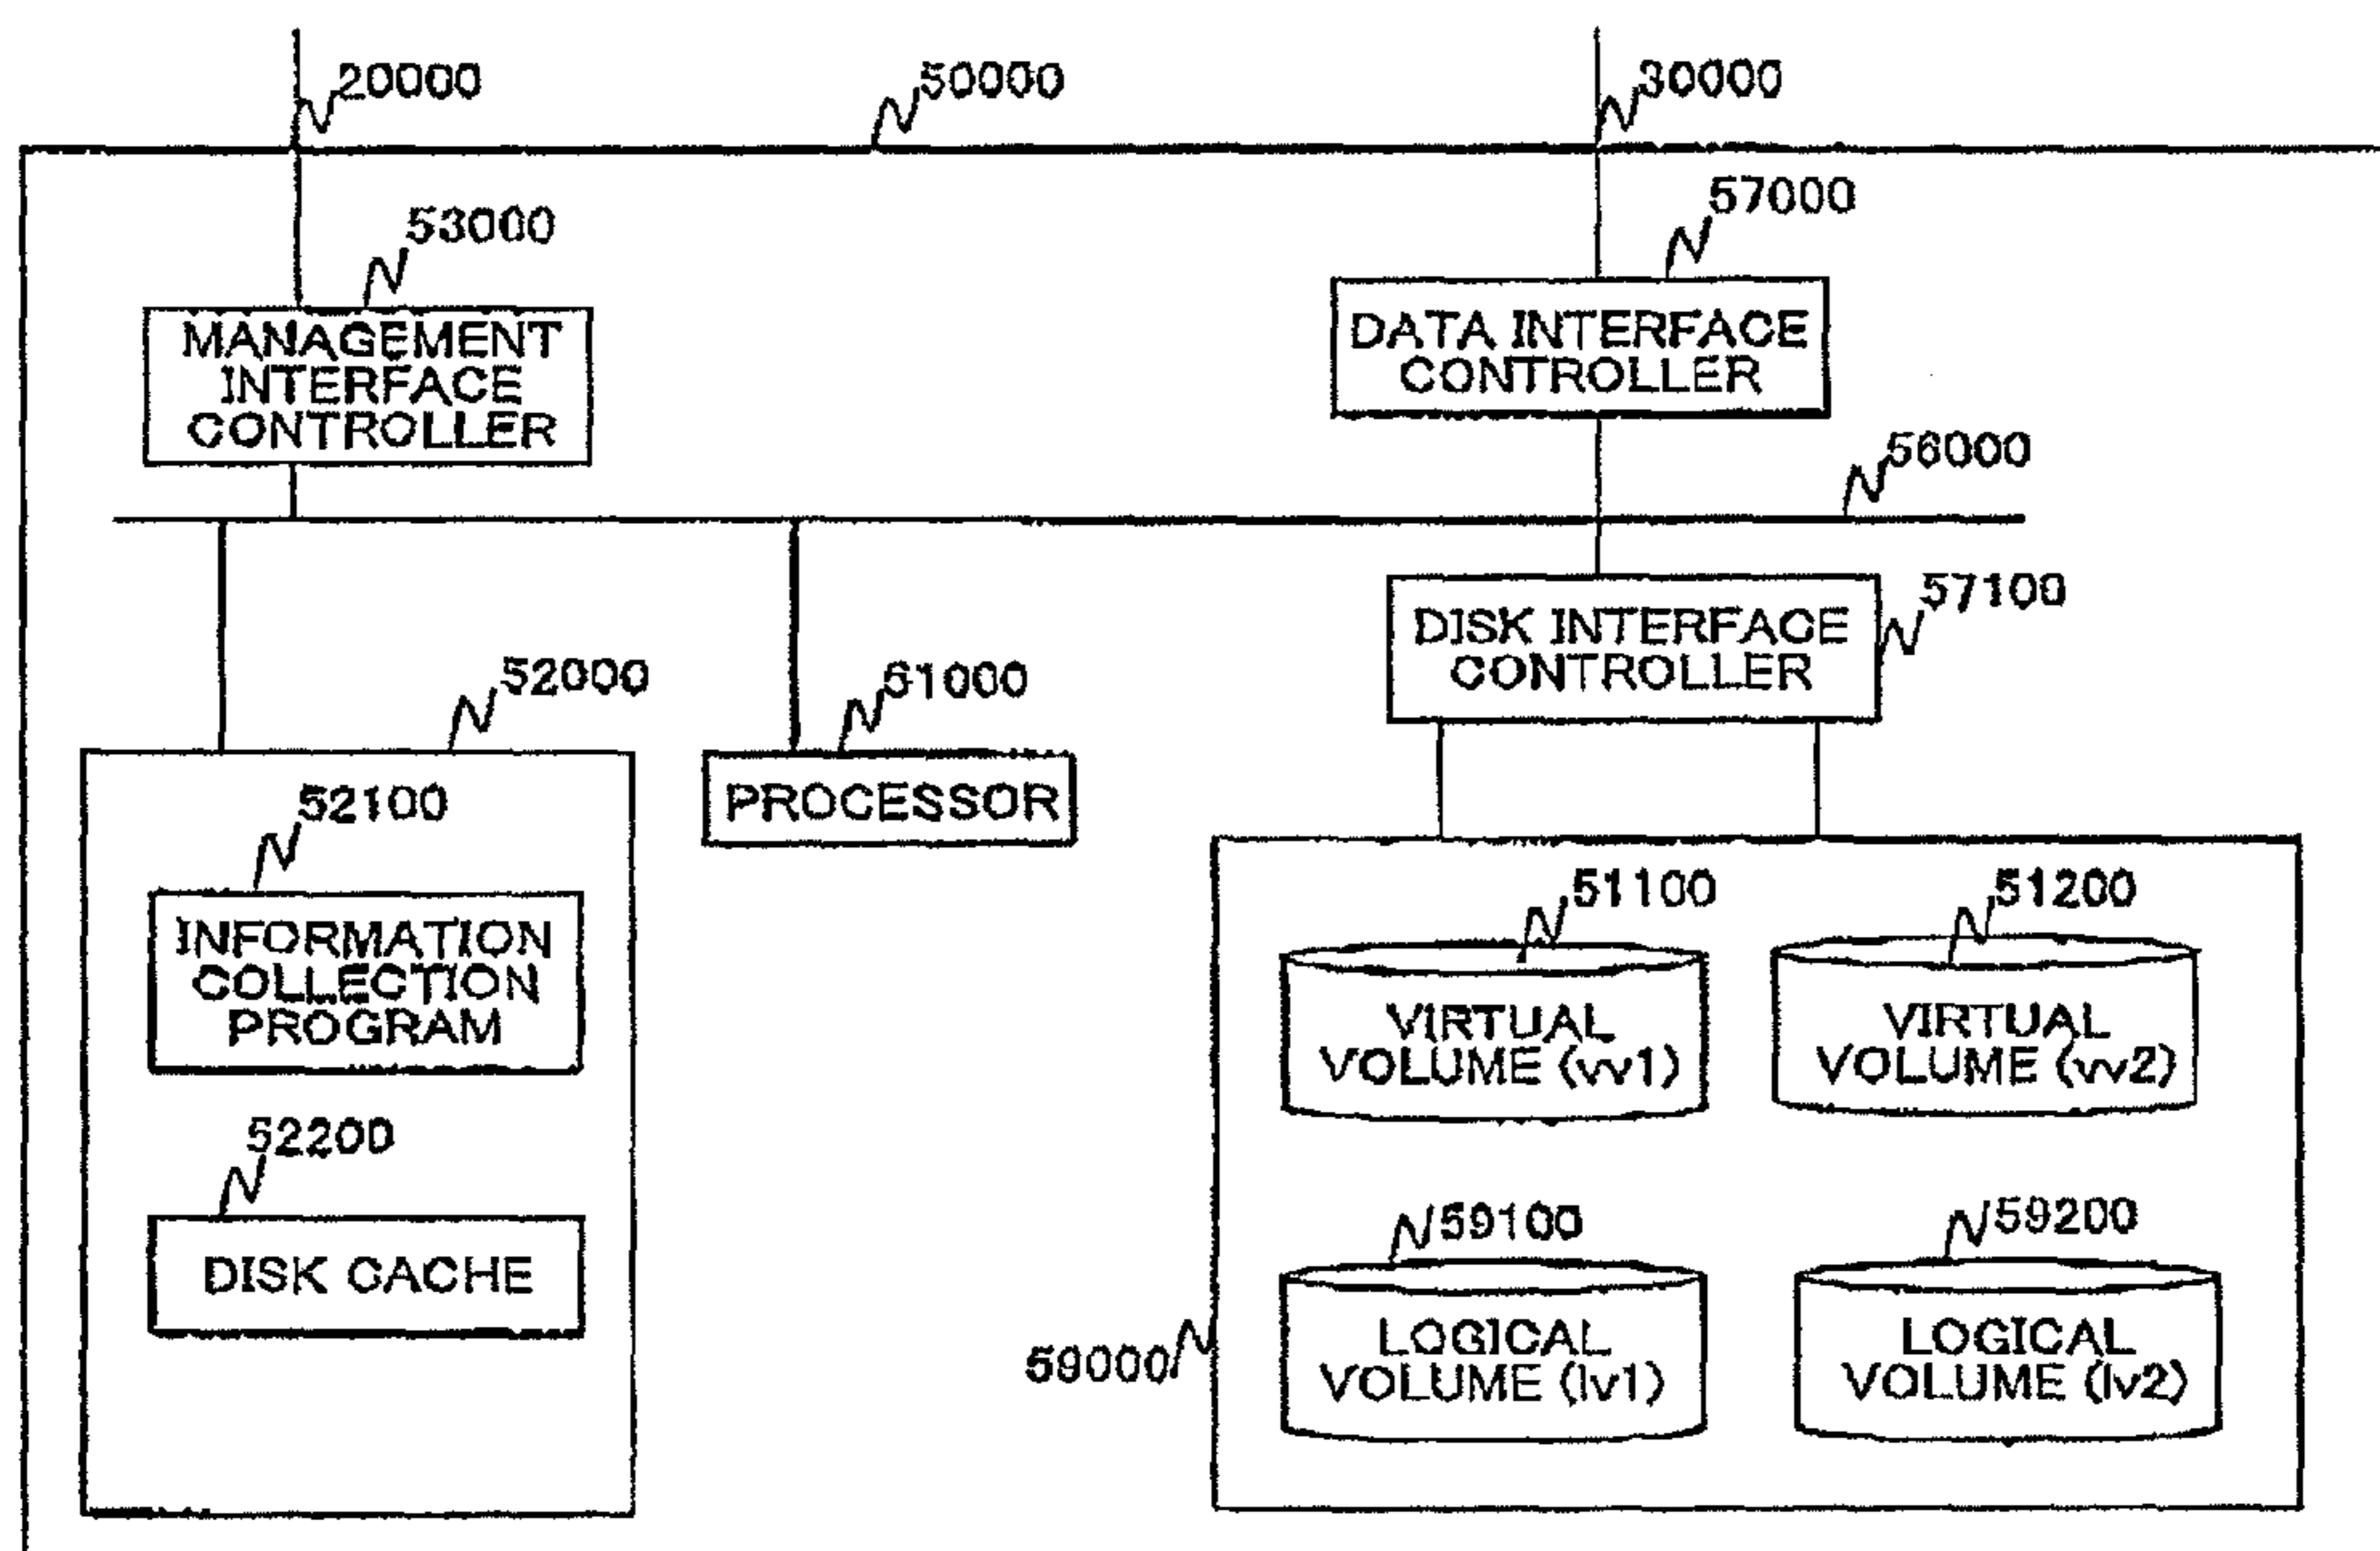 20000
50000
30000
53000
57000
MANAGEMENT
INTERFACE
CONTROLLER
DATA INTERFACE
CONTROLLER
56000
57100
DISK INTERFACE
CONTROLLER
52000
51000
PROCESSOR
52100
INFORMATION
COLLECTION
PROGRAM
52200
DISK CACHE
51100
51200
VIRTUAL
VOLUME (vv1)
VIRTUAL
VOLUME (vv2)
59100
59200
LOGICAL
VOLUME (lv1)
LOGICAL
VOLUME (lv2)
59000